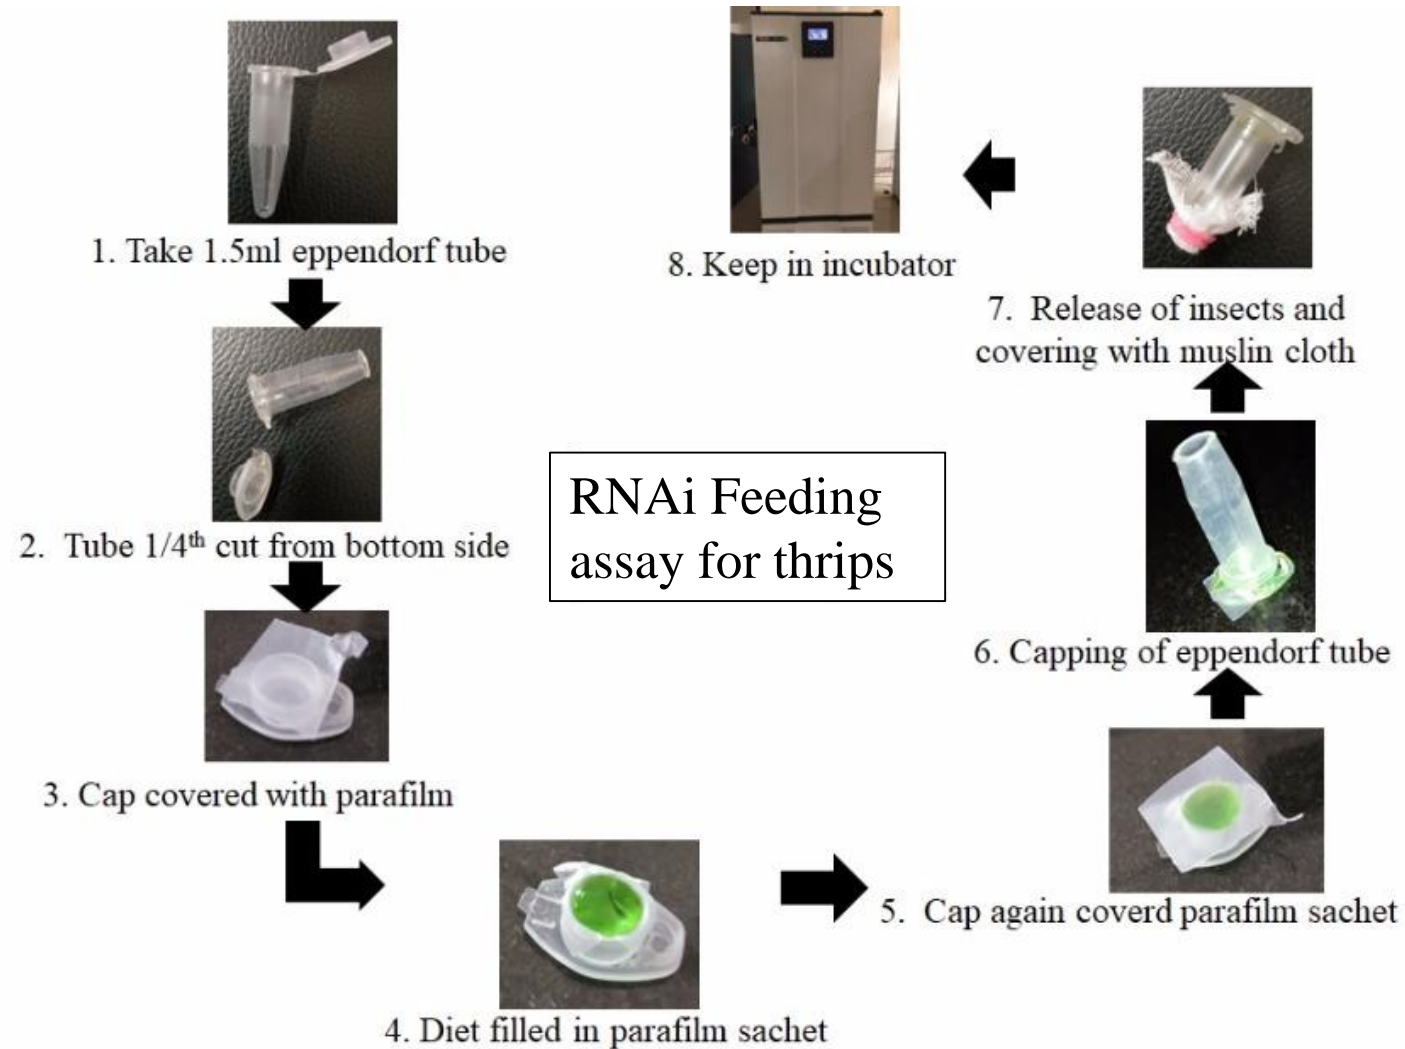 1. Take 1.5ml eppendorf tube
2. Tube 1/4th cut from bottom side
3. Cap covered with parafilm
4. Diet filled in parafilm sachet
5. Cap again coverd parafilm sachet
6. Capping of eppendorf tube
7. Release of insects and
covering with muslin cloth
8. Keep in incubator
RNAi Feeding
assay for thrips